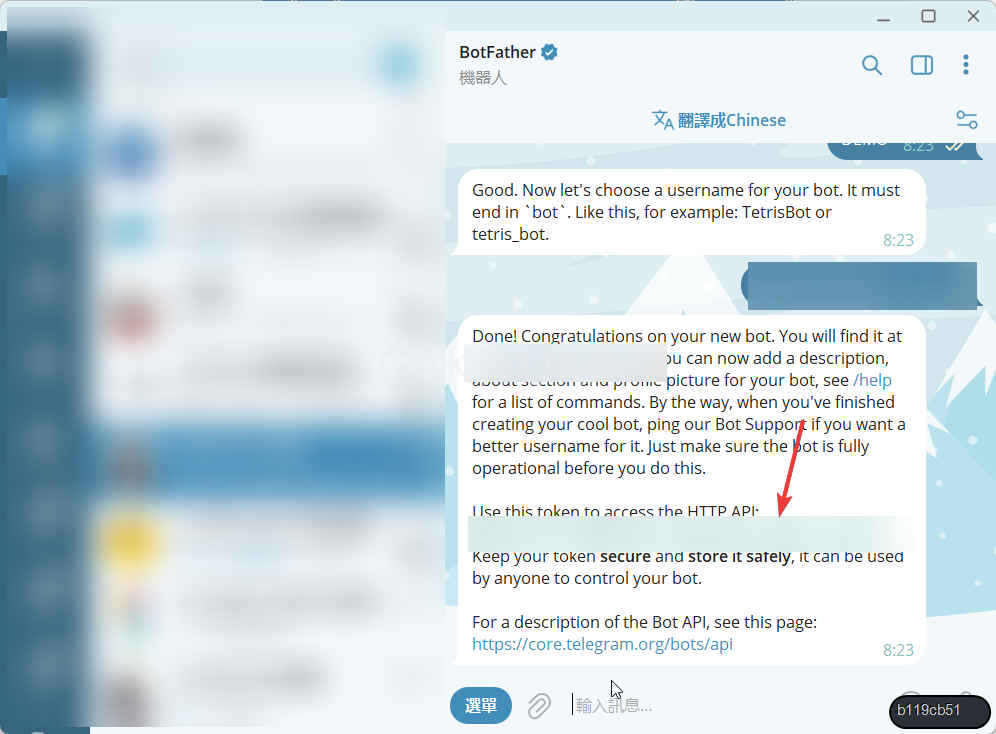 BotFather
機器人
翻譯成Chinese
DEMO 8:23
Good. Now let's choose a username for your bot. It must
end in `bot`. Like this, for example: TetrisBot or
tetris_bot.
8:23
Done! Congratulations on your new bot. You will find it at
ou can now add a description,
about section and profile picture for your bot, see /help
for a list of commands. By the way, when you've finished
creating your cool bot, ping our Bot Support if you want a
better username for it. Just make sure the bot is fully
operational before you do this.
Use this token to access the HTTP API:
Keep your token secure and store it safely, it can be used
by anyone to control your bot.
For a description of the Bot API, see this page:
https://core.telegram.org/bots/api
8:23
選單
輸入訊息...
b119cb51